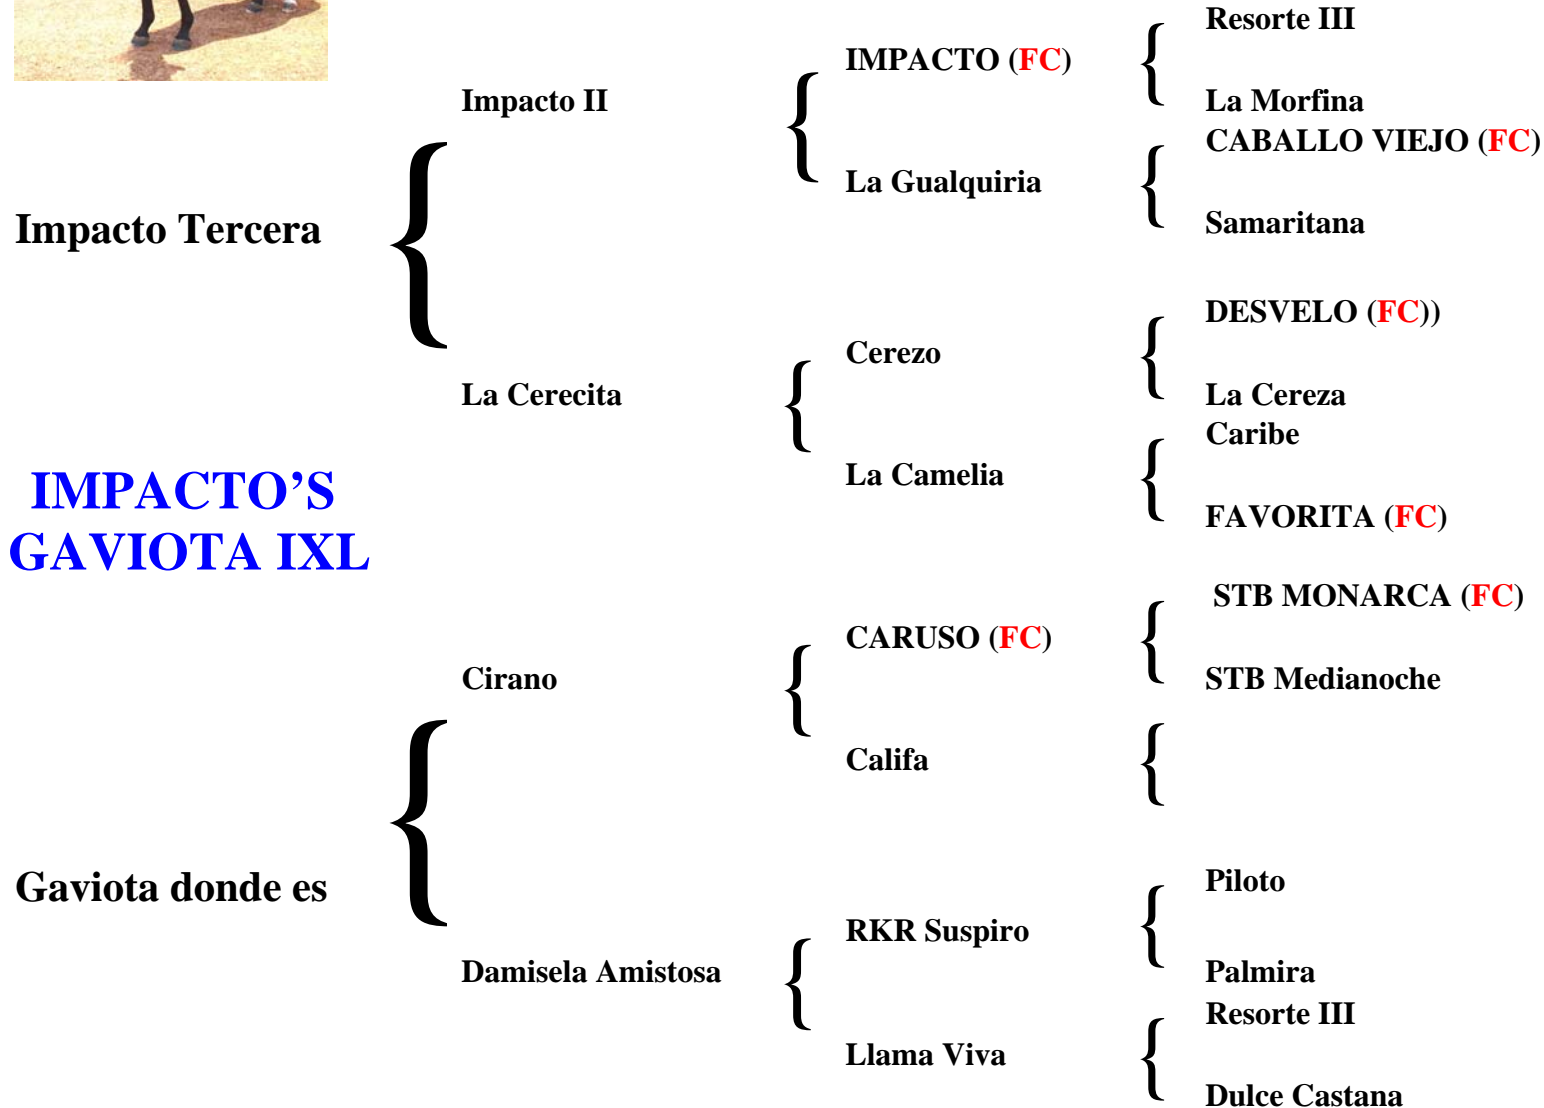 Resorte III
IMPACTO (FC)
Impacto II
La Morfina
CABALLO VIEJO (FC)
La Gualquiria
Impacto Tercera
Samaritana
DESVELO (FC))
Cerezo
La Cerecita
La Cereza
Caribe
La Camelia
IMPACTO’S
GAVIOTA IXL
FAVORITA (FC)
STB MONARCA (FC)
CARUSO (FC)
Cirano
STB Medianoche
Califa
Gaviota donde es
Piloto
RKR Suspiro
Damisela Amistosa
Palmira
Resorte III
Llama Viva
Dulce Castana